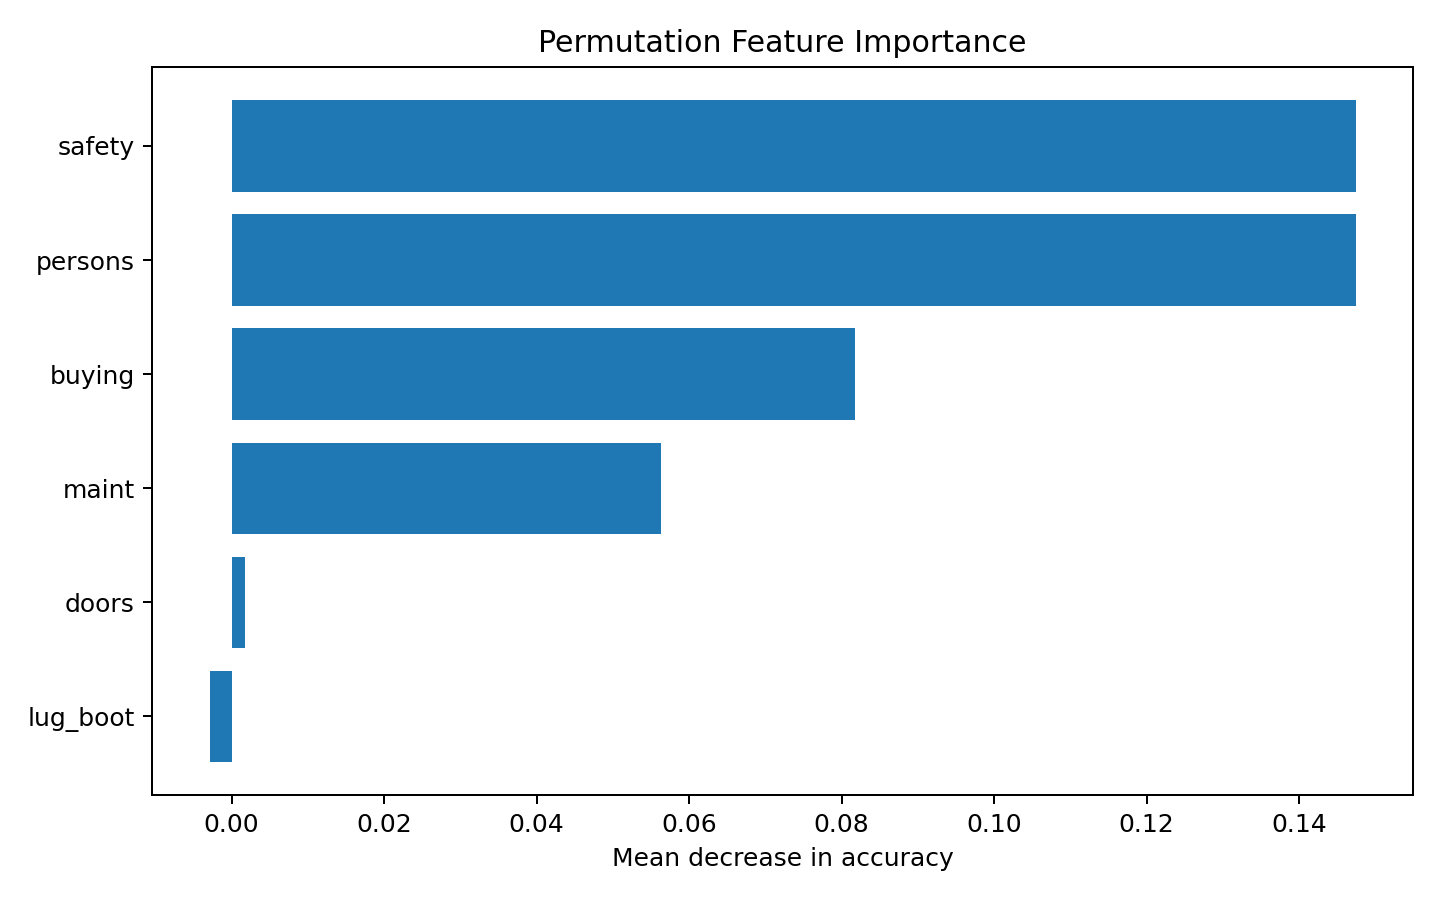 Permutation Feature Importance
safety
persons
buying
maint
doors
lug_boot
0.00 0.02 0.04 0.06 0.08 0.10 0.12 0.14
Mean decrease in accuracy